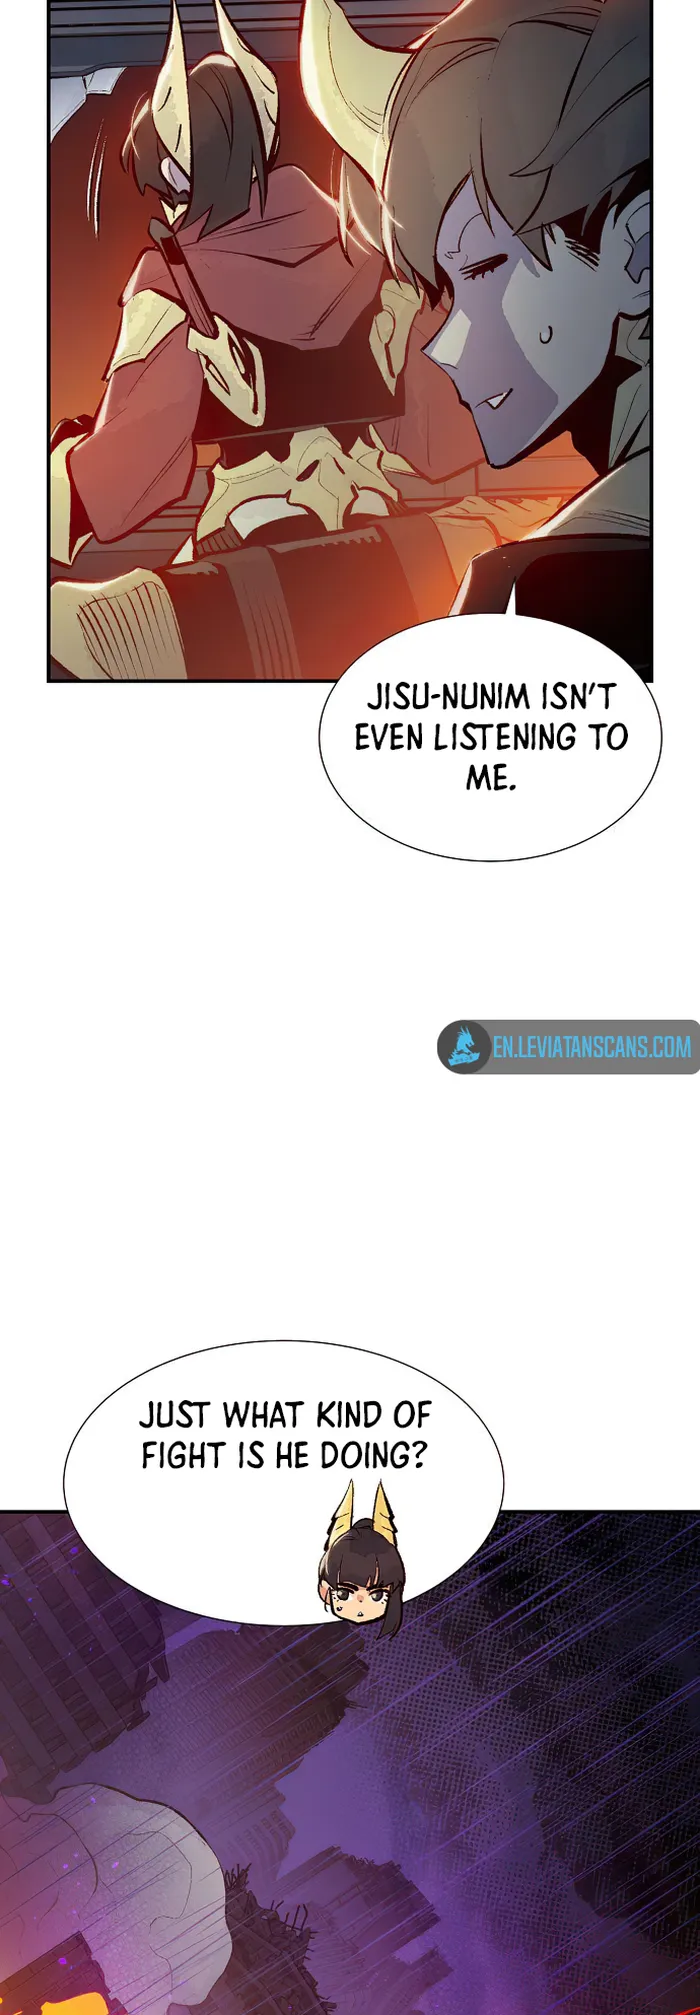 JISU-NUNIM ISN'T
EVEN LISTENING TO
ME.
EN.LEVIATANSCANS.COM
JUST WHAT KIND OF
FIGHT IS HE DOING?